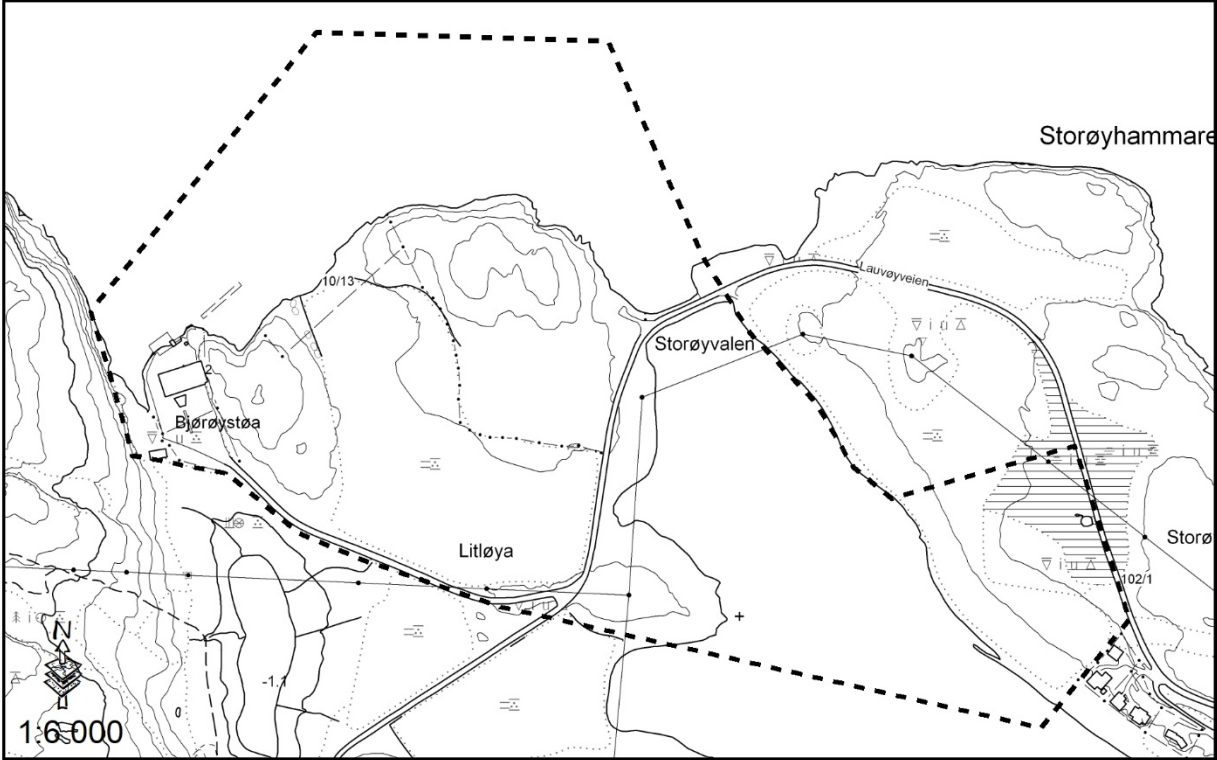 Storøyhammare
Lauvøyveien
10/13
Storøyvalen
2
Bjørøystøa
Litløya
Storø
102/1
N
-1.1
1:6 000